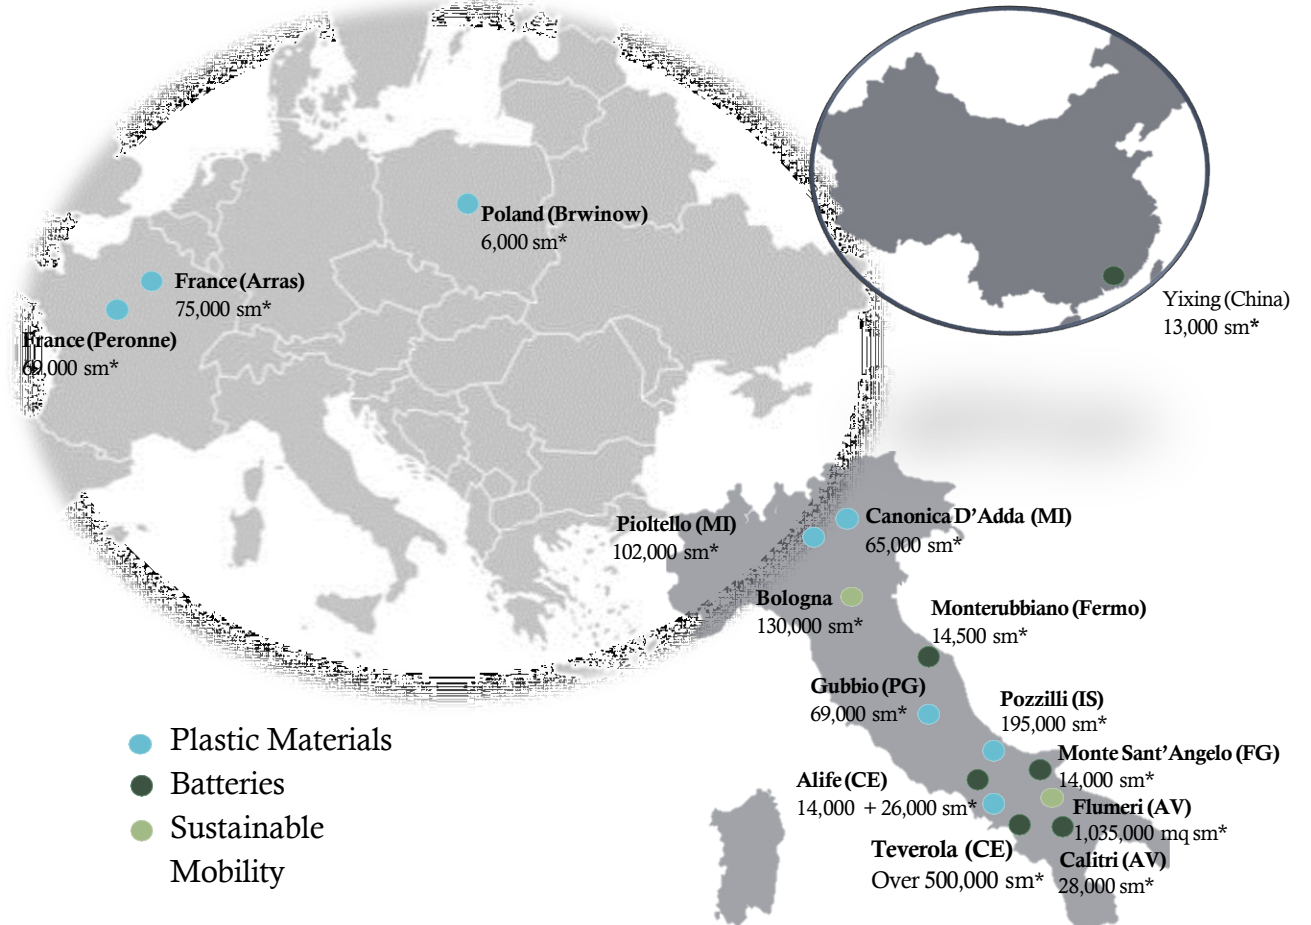 Poland (Brwinow)
6,000 sm*
France (Arras)
75,000 sm*
France (Peronne)
69,000 sm*
Yixing (China)
13,000 sm*
Pioltello (MI)
102,000 sm*
Canonica D’Adda (MI)
65,000 sm*
Bologna
130,000 sm*
Monterubbiano (Fermo)
14,500 sm*
Gubbio (PG)
69,000 sm*
Pozzilli (IS)
195,000 sm*
Monte Sant’Angelo (FG)
14,000 sm*
Alife (CE)
14,000 + 26,000 sm*
Flumeri (AV)
1,035,000 mq sm*
Teverola (CE)
Over 500,000 sm*
Calitri (AV)
28,000 sm*
Plastic Materials
Batteries
Sustainable
Mobility